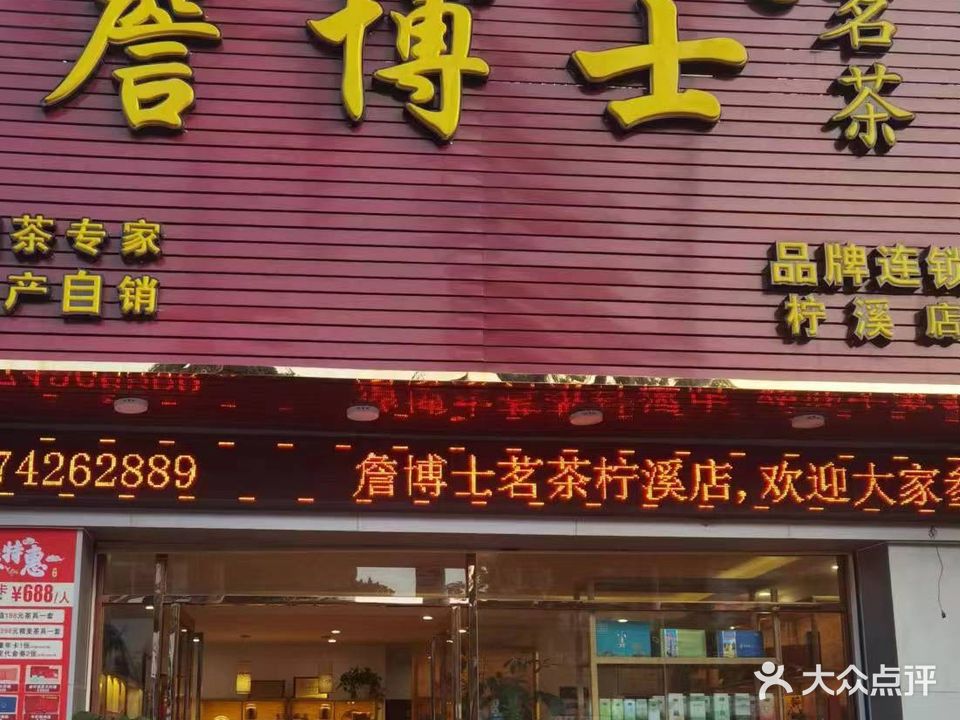 詹博士
茗茶
茶专家
产自销
品牌连锁
柠溪店
74262889 詹博士茗茶柠溪店,欢迎大家
特惠
卡¥688/人
大众点评